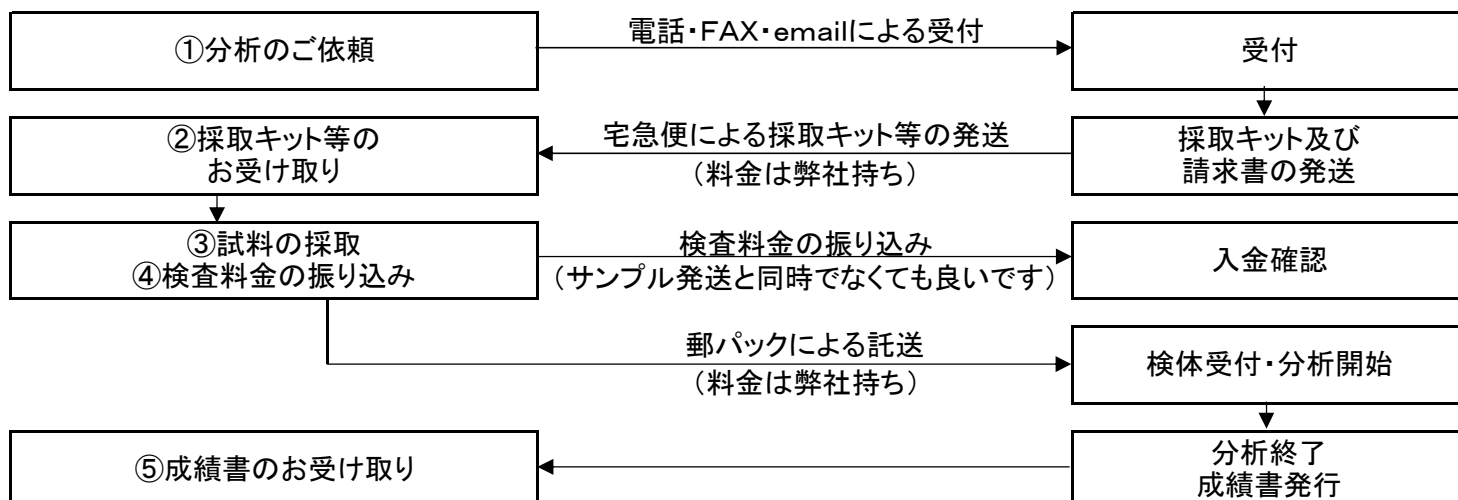 ①分析のご依頼
電話・FAX・emailによる受付
受付
②採取キット等の
お受け取り
宅急便による採取キット等の発送
（料金は弊社持ち）
採取キット及び
請求書の発送
③試料の採取
④検査料金の振り込み
検査料金の振り込み
（サンプル発送と同時でなくても良いです）
入金確認
郵パックによる託送
（料金は弊社持ち）
検体受付・分析開始
⑤成績書のお受け取り
分析終了
成績書発行